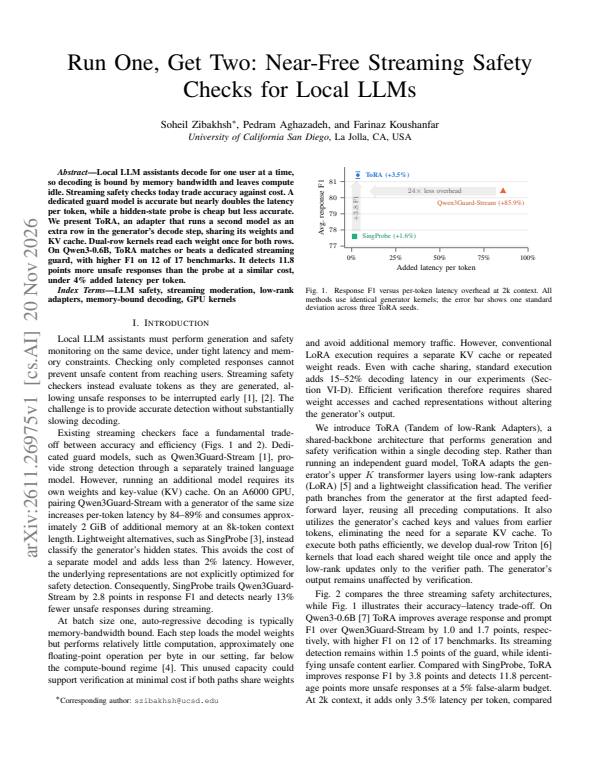 Run One, Get Two: Near-Free Streaming Safety
Checks for Local LLMs
Soheil Zibakhsh*, Pedram Aghazadeh, and Farinaz Koushanfar
University of California San Diego, La Jolla, CA, USA
arXiv:2611.26975v1 [cs.AI] 20 Nov 2026
Abstract—Local LLM assistants decode for one user at a time,
so decoding is bound by memory bandwidth and leaves compute
idle. Streaming safety checks today trade accuracy against cost. A
dedicated guard model is accurate but nearly doubles the latency
per token, while a hidden-state probe is cheap but less accurate.
We present ToRA, an adapter that runs a second model as an
extra row in the generator's decode step, sharing its weights and
KV cache. Dual-row kernels read each weight once for both rows.
On Qwen3-0.6B, ToRA matches or beats a dedicated streaming
guard, with higher F1 on 12 of 17 benchmarks. It detects 11.8
points more unsafe responses than the probe at a similar cost,
under 4% added latency per token.
Index Terms—LLM safety, streaming moderation, low-rank
adapters, memory-bound decoding, GPU kernels
I. INTRODUCTION
Local LLM assistants must perform generation and safety
monitoring on the same device, under tight latency and mem-
ory constraints. Checking only completed responses cannot
prevent unsafe content from reaching users. Streaming safety
checkers instead evaluate tokens as they are generated, al-
lowing unsafe responses to be interrupted early [1], [2]. The
challenge is to provide accurate detection without substantially
slowing decoding.
Existing streaming checkers face a fundamental trade-
off between accuracy and efficiency (Figs. 1 and 2). Dedi-
cated guard models, such as Qwen3Guard-Stream [1], pro-
vide strong detection through a separately trained language
model. However, running an additional model requires its
own weights and key-value (KV) cache. On an A6000 GPU,
pairing Qwen3Guard-Stream with a generator of the same size
increases per-token latency by 84–89% and consumes approx-
imately 2 GiB of additional memory at an 8k-token context
length. Lightweight alternatives, such as SingProbe [3], instead
classify the generator's hidden states. This avoids the cost of
a separate model and adds less than 2% latency. However,
the underlying representations are not explicitly optimized for
safety detection. Consequently, SingProbe trails Qwen3Guard-
Stream by 2.8 points in response F1 and detects nearly 13%
fewer unsafe responses during streaming.
At batch size one, auto-regressive decoding is typically
memory-bandwidth bound. Each step loads the model weights
but performs relatively little computation, approximately one
floating-point operation per byte in our setting, far below
the compute-bound regime [4]. This unused capacity could
support verification at minimal cost if both paths share weights
*Corresponding author: szibakhsh@ucsd.edu
Avg. response F1
81
80
79
78
77
ToRA (+3.5%)
24× less overhead
Qwen3Guard-Stream (+85.9%)
+3.8 F1
SingProbe (+1.6%)
0%
25%
50%
75%
100%
Added latency per token
Fig. 1. Response F1 versus per-token latency overhead at 2k context. All
methods use identical generator kernels; the error bar shows one standard
deviation across three ToRA seeds.
and avoid additional memory traffic. However, conventional
LoRA execution requires a separate KV cache or repeated
weight reads. Even with cache sharing, standard execution
adds 15–52% decoding latency in our experiments (Sec-
tion VI-D). Efficient verification therefore requires shared
weight accesses and cached representations without altering
the generator's output.
We introduce ToRA (Tandem of low-Rank Adapters), a
shared-backbone architecture that performs generation and
safety verification within a single decoding step. Rather than
running an independent guard model, ToRA adapts the gen-
erator's upper K transformer layers using low-rank adapters
(LoRA) [5] and a lightweight classification head. The verifier
path branches from the generator at the first adapted feed-
forward layer, reusing all preceding computations. It also
utilizes the generator's cached keys and values from earlier
tokens, eliminating the need for a separate KV cache. To
execute both paths efficiently, we develop dual-row Triton [6]
kernels that load each shared weight tile once and apply the
low-rank updates only to the verifier path. The generator's
output remains unaffected by verification.
Fig. 2 compares the three streaming safety architectures,
while Fig. 1 illustrates their accuracy–latency trade-off. On
Qwen3-0.6B [7] ToRA improves average response and prompt
F1 over Qwen3Guard-Stream by 1.0 and 1.7 points, respec-
tively, with higher F1 on 12 of 17 benchmarks. Its streaming
detection remains within 1.5 points of the guard, while identi-
fying unsafe content earlier. Compared with SingProbe, ToRA
improves response F1 by 3.8 points and detects 11.8 percent-
age points more unsafe responses at a 5% false-alarm budget.
At 2k context, it adds only 3.5% latency per token, compared